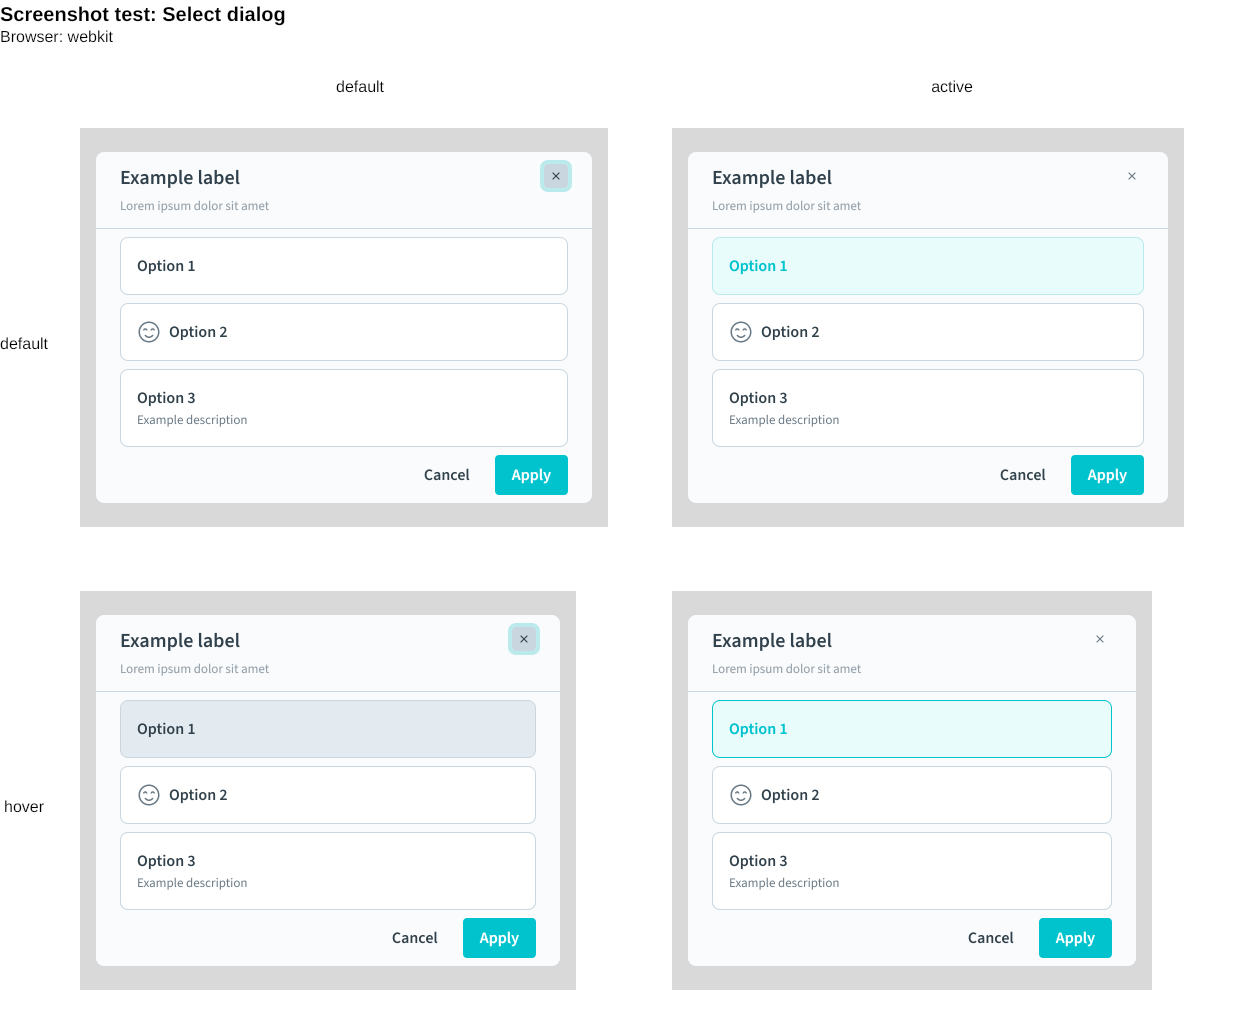 Screenshot test: Select dialog
Browser: webkit
default
active
default
Example label
×
Lorem ipsum dolor sit amet
Option 1
Option 2
Option 3
Example description
Cancel
Apply
Example label
×
Lorem ipsum dolor sit amet
Option 1
Option 2
Option 3
Example description
Cancel
Apply
hover
Example label
×
Lorem ipsum dolor sit amet
Option 1
Option 2
Option 3
Example description
Cancel
Apply
Example label
×
Lorem ipsum dolor sit amet
Option 1
Option 2
Option 3
Example description
Cancel
Apply